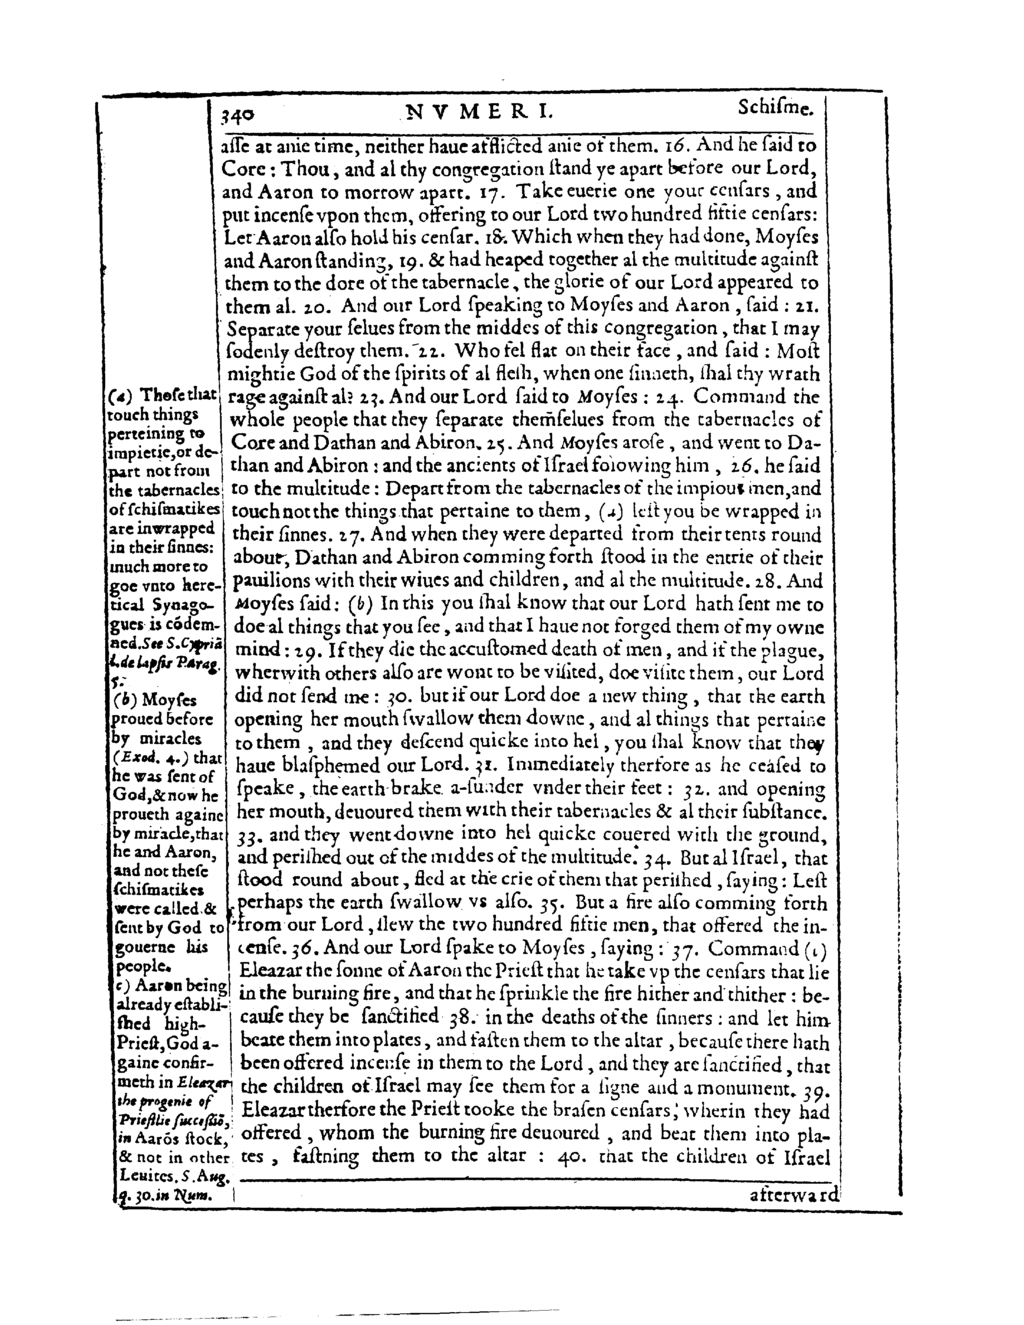 340 NVMERI. Schiſme.
aſſe at anie time, neither haue afflicted anie of them. 16. And he ſaid to
Core : Thou, and al thy congregation ſtand ye apart before our Lord,
and Aaron to morrow apart. 17. Take euerie one your cenſars, and
put incenſe vpon them, offering to our Lord two hundred fiftie cenſars:
Let Aaron alſo hold his cenſar. 18. Which when they had done, Moyſes
and Aaron ſtanding, 19. & had heaped together al the multitude againſt
them to the dore of the tabernacle, the glorie of our Lord appeared to
them al. 20. And our Lord ſpeaking to Moyſes and Aaron, ſaid : 21.
Separate your ſelues from the middes of this congregation, that I may
ſodenly deſtroy them. 22. Who fel flat on their face, and ſaid : Moſt
mightie God of the ſpirits of al fleſh, when one ſinneth, ſhal thy wrath
rage againſt al? 23. And our Lord ſaid to Moyſes : 24. Command the
whole people that they ſeparate themſelues from the tabernacles of
Core and Dathan and Abiron. 25. And Moyſes aroſe, and went to Da-
than and Abiron : and the ancients of Iſrael folowing him, 26. he ſaid
to the multitude : Depart from the tabernacles of the impious men, and
touch not the things that pertaine to them, (a) leſt you be wrapped in
their ſinnes. 27. And when they were departed from their tents round
about, Dathan and Abiron comming forth ſtood in the entrie of their
pauilions with their wiues and children, and al the multitude. 28. And
Moyſes ſaid : (b) In this you ſhal know that our Lord hath ſent me to
doe al things that you ſee, and that I haue not forged them of my owne
mind : 29. If they die the accuſtomed death of men, and if the plague,
wherwith others alſo are wont to be viſited, doe viſite them, our Lord
did not ſend me : 30. but if our Lord doe a new thing, that the earth
opening her mouth ſwallow them downe, and al things that pertaine
to them, and they deſcend quicke into hel, you ſhal know that they
haue blaſphemed our Lord. 31. Immediately therfore as he ceaſed to
ſpeake, the earth brake a-ſunder vnder their feet : 32. and opening
her mouth, deuoured them with their tabernacles & al their ſubſtance.
33. and they went downe into hel quicke couered with the ground,
and periſhed out of the middes of the multitude. 34. But al Iſrael, that
ſtood round about, fled at the crie of them that periſhed, ſaying : Leſt
perhaps the earth ſwallow vs alſo. 35. But a fire alſo comming forth
from our Lord, ſlew the two hundred fiftie men, that offered the in-
cenſe. 36. And our Lord ſpake to Moyſes, ſaying : 37. Command (c)
Eleazar the ſonne of Aaron the Prieſt that he take vp the cenſars that lie
in the burning fire, and that he ſprinkle the fire hither and thither : be-
cauſe they be ſanctified 38. in the deaths of the ſinners : and let him
beate them into plates, and faſten them to the altar, becauſe there hath
been offered incenſe in them to the Lord, and they are ſanctified, that
the children of Iſrael may ſee them for a ſigne and a monument. 39.
Eleazar therfore the Prieſt tooke the braſen cenſars, wherin they had
offered, whom the burning fire deuoured, and beat them into pla-
tes, faſtning them to the altar : 40. that the children of Iſrael
afterward
(a) Thoſe that
touch things
perteining to
impietie, or de-
part not from
the tabernacles
of ſchiſmatikes
are inwrapped
in their ſinnes:
much more to
goe vnto here-
tical Synago-
gues is códem-
ned. See S. Cypriã
l. de lapſis Parag.
5.
(b) Moyſes
proued before
by miracles
(Exod. 4.) that
he was ſent of
God, & now he
proueth againe
by miracle, that
he and Aaron,
and not theſe
ſchiſmatikes
were called &
ſent by God to
gouerne his
people.
c) Aaron being
already eſtabli-
ſhed high-
Prieſt, God a-
gaine confir-
meth in Eleazar
the progenie of
Prieſtlie ſucceſſiõ,
in Aarõs ſtock,
& not in other
Leuites. S. Aug.
q. 30. in Num.